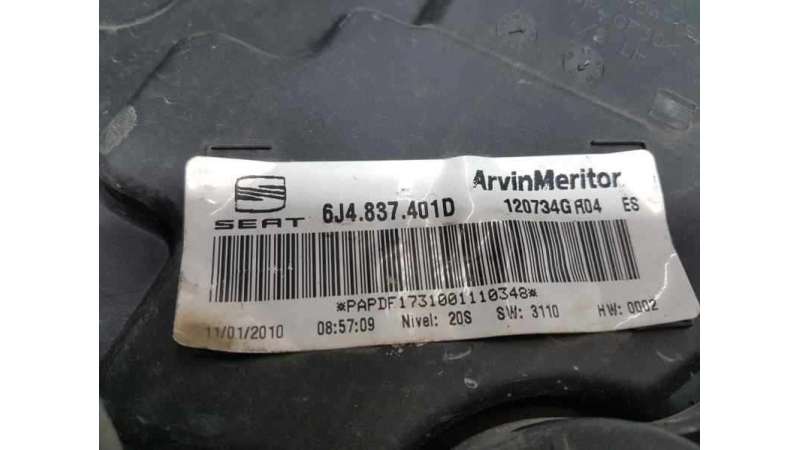 SEAT
6J4.837.401D
ArvinMeritor
120734G R04 ES
*PAPDF1731001110348*
11/01/2010 08:57:09 Nivel: 20S SW: 3110 HW: 0002